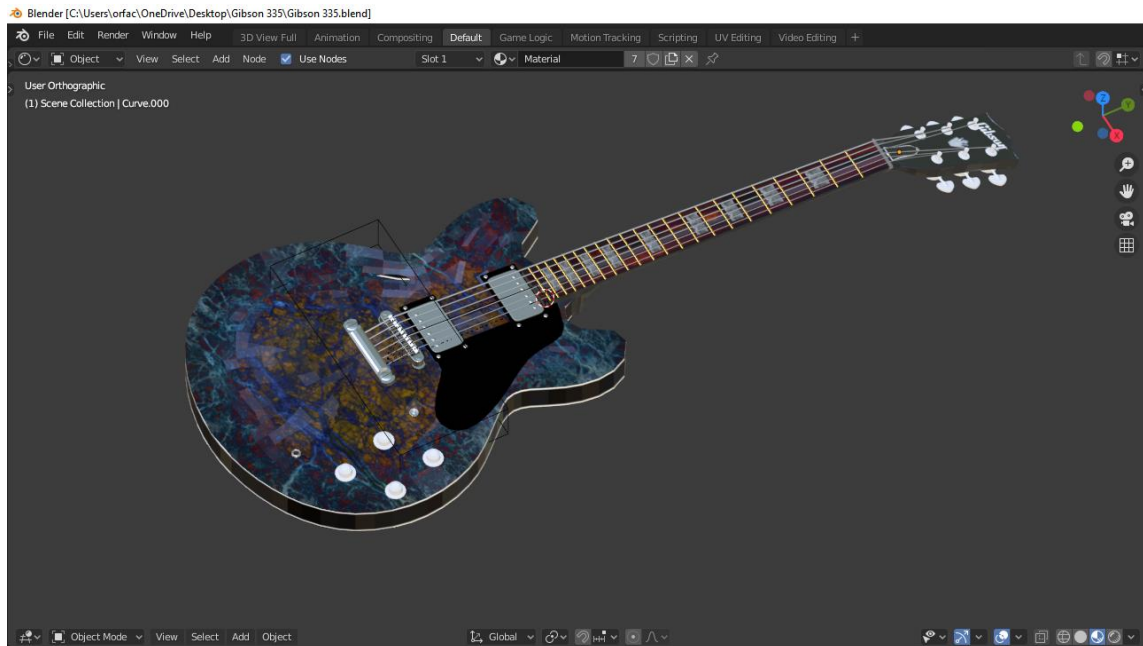 Blender [C:\Users\orfac\OneDrive\Desktop\Gibson 335\Gibson 335.blend]
File Edit Render Window Help 3D View Full Animation Compositing Default Game Logic Motion Tracking Scripting UV Editing Video Editing +
Object View Select Add Node Use Nodes Slot 1 Material 7
User Orthographic
(1) Scene Collection | Curve.000
Z
Y
X
Gibson
Object Mode View Select Add Object Global